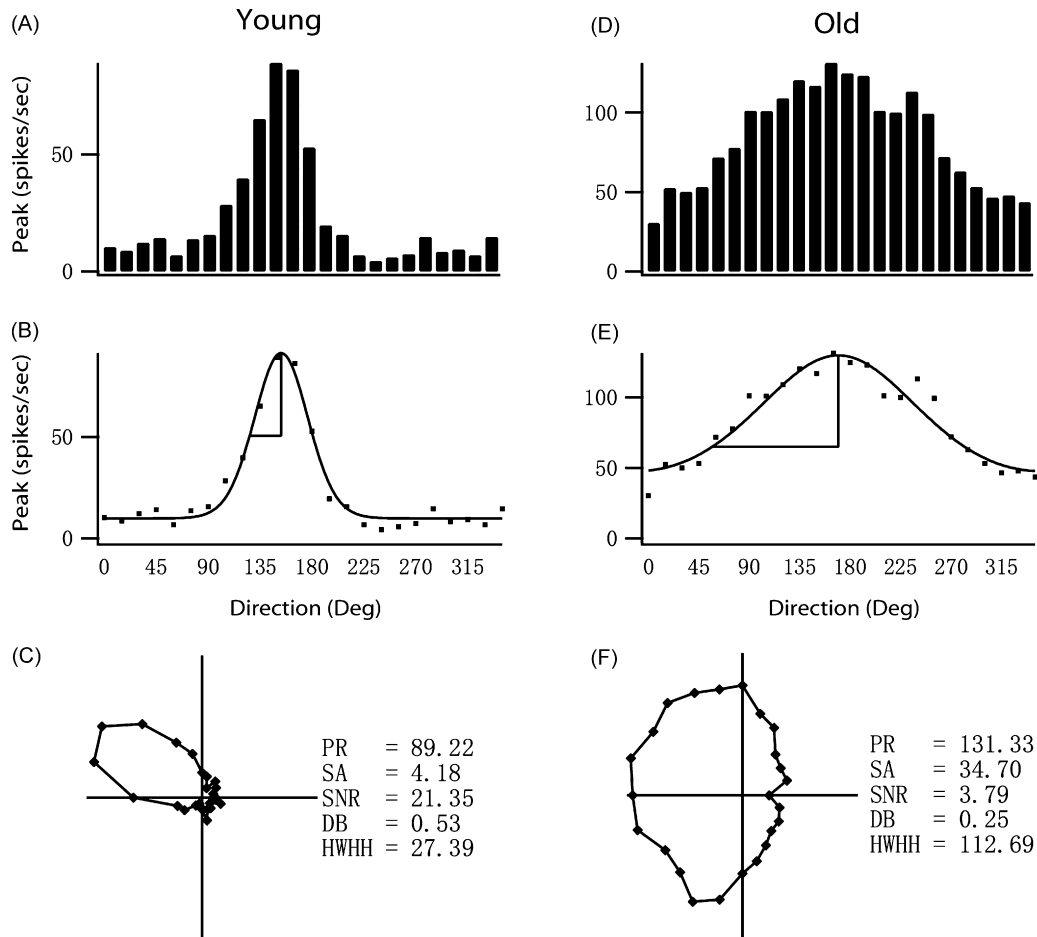 (A)
Young
Peak (spikes/sec)
50
0
(B)
Peak (spikes/sec)
50
0
0 45 90 135 180 225 270 315
Direction (Deg)
(C)
PR = 89.22
SA = 4.18
SNR = 21.35
DB = 0.53
HWHH = 27.39
(D)
Old
100
50
0
(E)
100
50
0
0 45 90 135 180 225 270 315
Direction (Deg)
(F)
PR = 131.33
SA = 34.70
SNR = 3.79
DB = 0.25
HWHH = 112.69